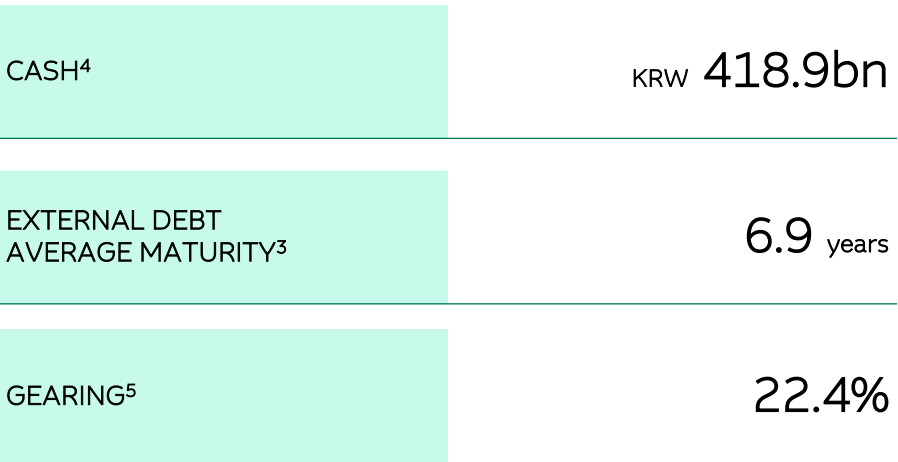 CASH⁴
KRW 418.9bn
EXTERNAL DEBT
AVERAGE MATURITY³
6.9 years
GEARING⁵
22.4%